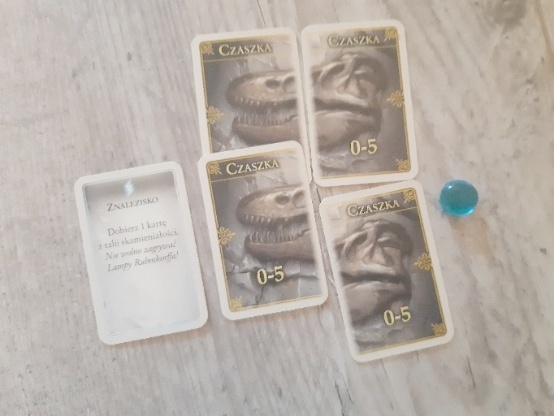 CZASZKA
CZASZKA
0-5
CZASZKA
0-5
CZASZKA
0-5
ZNALEZISKO
Dobierz 1 kartę
z talii skamieniałości.
Nie wolno zagrywać
Lampy Ruhmkorffa!